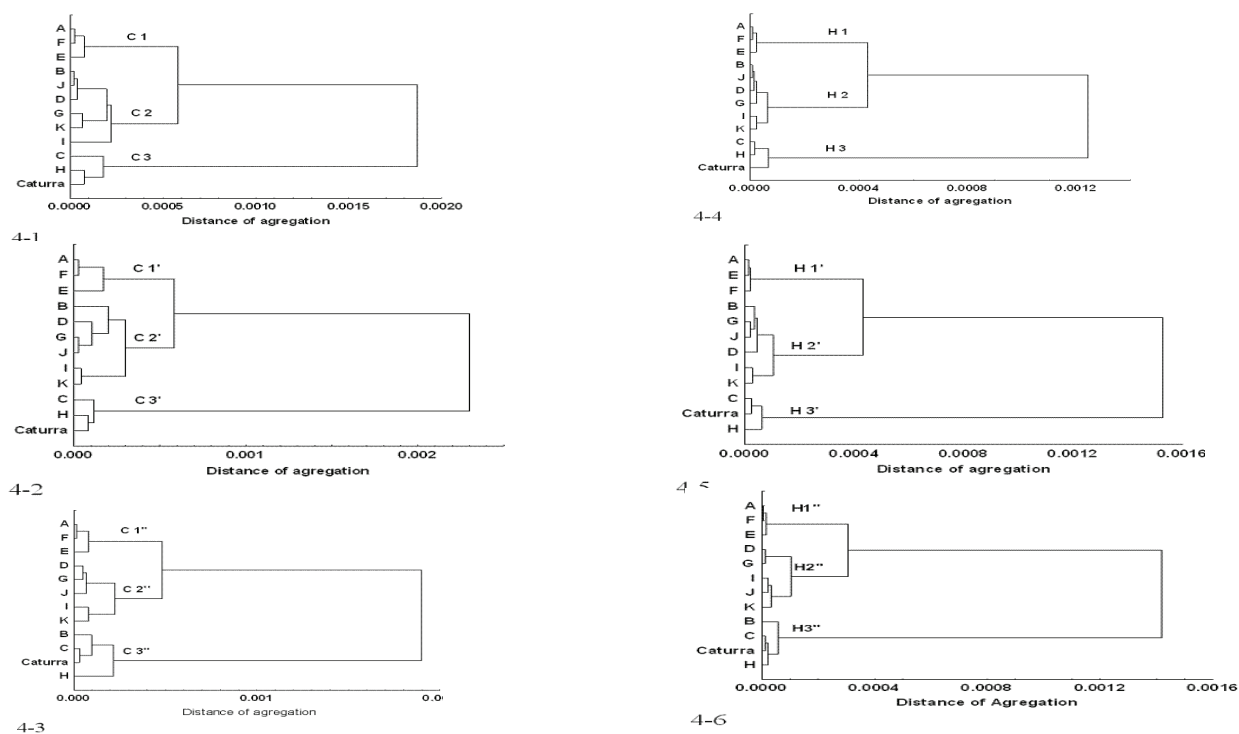 A
F
E
B
J
D
G
K
I
C
H
Caturra
C 1
C 2
C 3
0.0000 0.0005 0.0010 0.0015 0.0020
Distance of agregation
4-1
A
F
E
B
D
G
J
I
K
C
H
Caturra
C 1'
C 2'
C 3'
0.000 0.001 0.002
Distance of agregation
4-2
A
F
E
D
G
J
I
K
B
C
Caturra
H
C 1"
C 2"
C 3"
0.000 0.001
Distance of agregation
4-3
A
F
E
B
J
D
G
I
K
C
H
Caturra
H 1
H 2
H 3
0.0000 0.0004 0.0008 0.0012
Distance of agregation
4-4
A
E
F
B
G
J
D
I
K
C
Caturra
H
H 1'
H 2'
H 3'
0.0000 0.0004 0.0008 0.0012 0.0016
Distance of agregation
A
F
E
D
G
I
J
K
B
C
Caturra
H
H1"
H2"
H3"
0.0000 0.0004 0.0008 0.0012 0.0016
Distance of Agregation
4-6